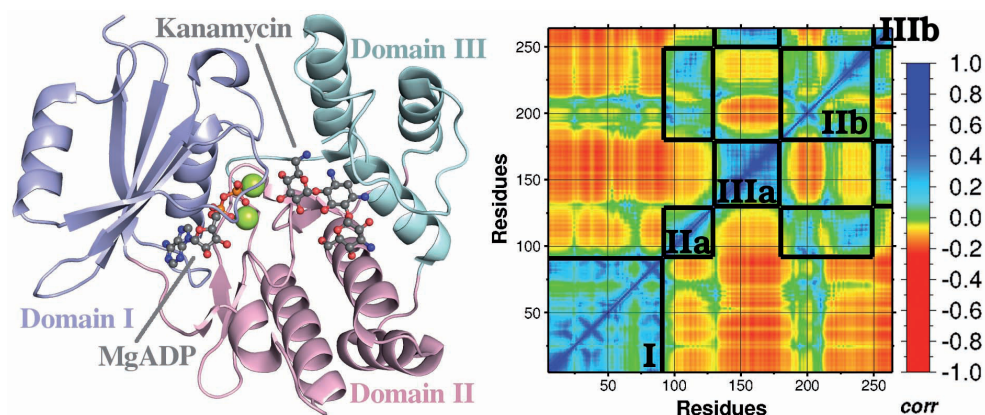 Kanamycin
Domain III
Domain I
MgADP
Domain II
IIIb
250
200
150
100
50
Residues
IIb
IIIa
IIa
I
50
100
150
200
250
Residues
1.0
0.8
0.6
0.4
0.2
0.0
-0.2
-0.4
-0.6
-0.8
-1.0
corr